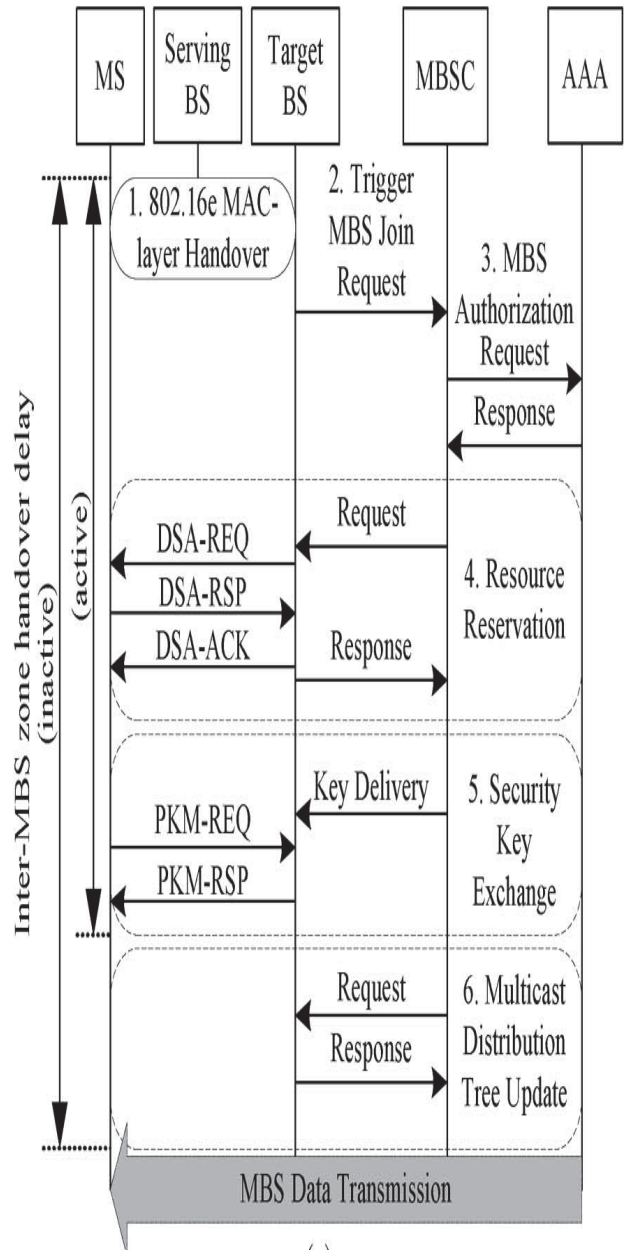 MS
Serving
BS
Target
BS
MBSC
AAA
1. 802.16e MAC-
layer Handover
2. Trigger
MBS Join
Request
3. MBS
Authorization
Request
Response
Inter-MBS zone handover delay
(inactive)
(active)
Request
DSA-REQ
DSA-RSP
DSA-ACK
Response
4. Resource
Reservation
Key Delivery
PKM-REQ
PKM-RSP
5. Security
Key
Exchange
Request
Response
6. Multicast
Distribution
Tree Update
MBS Data Transmission